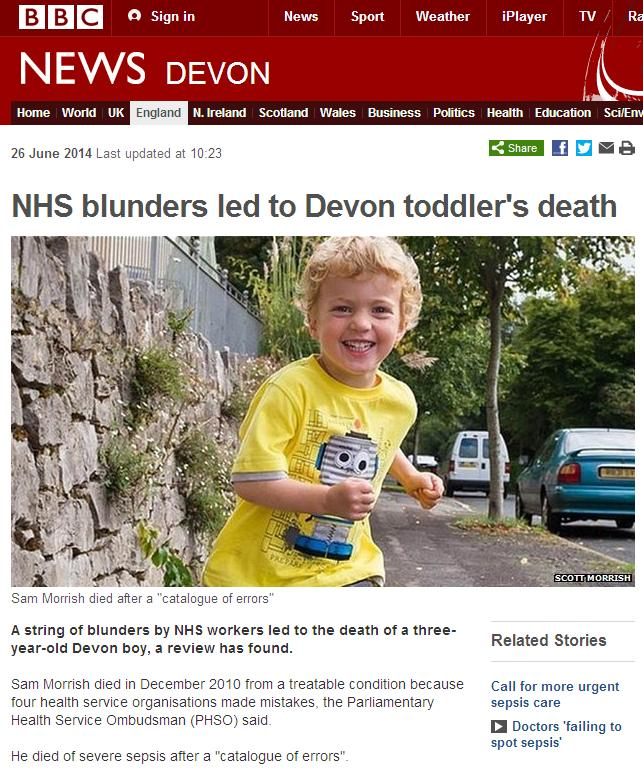 BBC Sign in News Sport Weather iPlayer TV Ra
NEWS DEVON
Home World UK England N. Ireland Scotland Wales Business Politics Health Education Sci/Env
26 June 2014 Last updated at 10:23
Share
NHS blunders led to Devon toddler's death
SCOTT MORRISH
Sam Morrish died after a "catalogue of errors"
A string of blunders by NHS workers led to the death of a three-
year-old Devon boy, a review has found.
Sam Morrish died in December 2010 from a treatable condition because
four health service organisations made mistakes, the Parliamentary
Health Service Ombudsman (PHSO) said.
He died of severe sepsis after a "catalogue of errors".
Related Stories
Call for more urgent
sepsis care
Doctors 'failing to
spot sepsis'